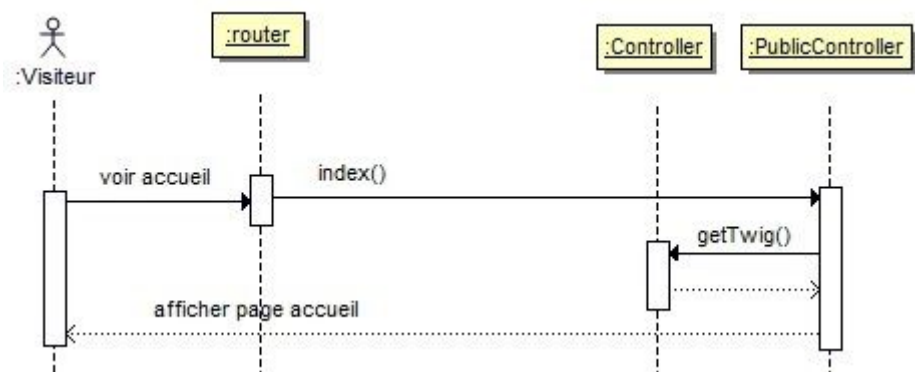 :Visiteur
:router
:Controller
:PublicController
voir accueil
index()
getTwig()
afficher page accueil